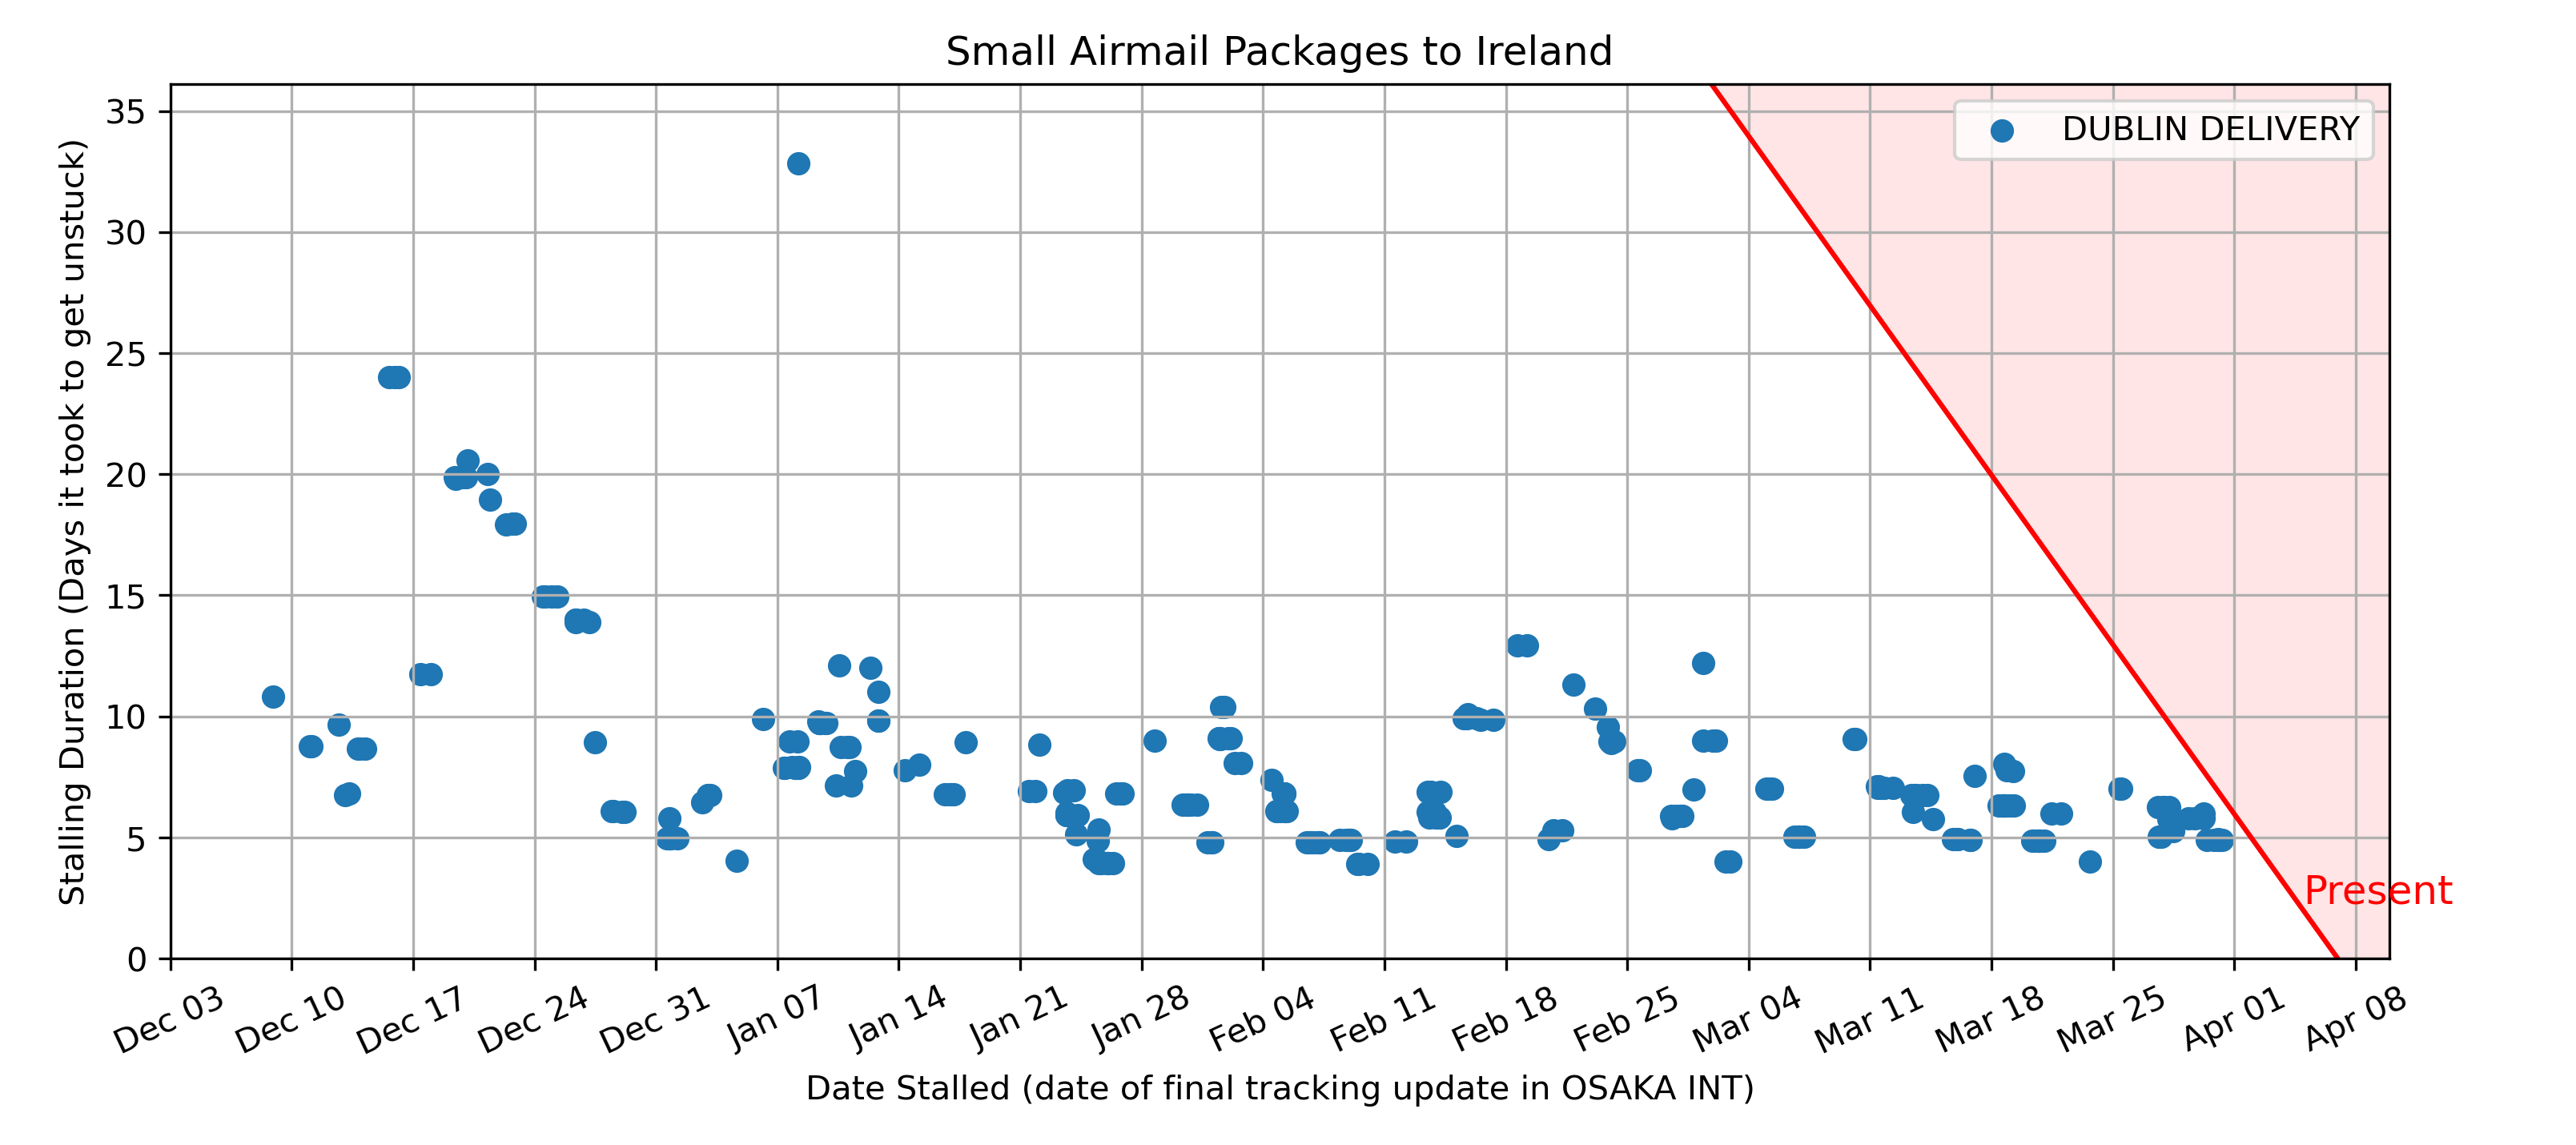 Small Airmail Packages to Ireland
DUBLIN DELIVERY
Stalling Duration (Days it took to get unstuck)
35
30
25
20
15
10
5
0
Present
Dec 03
Dec 10
Dec 17
Dec 24
Dec 31
Jan 07
Jan 14
Jan 21
Jan 28
Feb 04
Feb 11
Feb 18
Feb 25
Mar 04
Mar 11
Mar 18
Mar 25
Apr 01
Apr 08
Date Stalled (date of final tracking update in OSAKA INT)